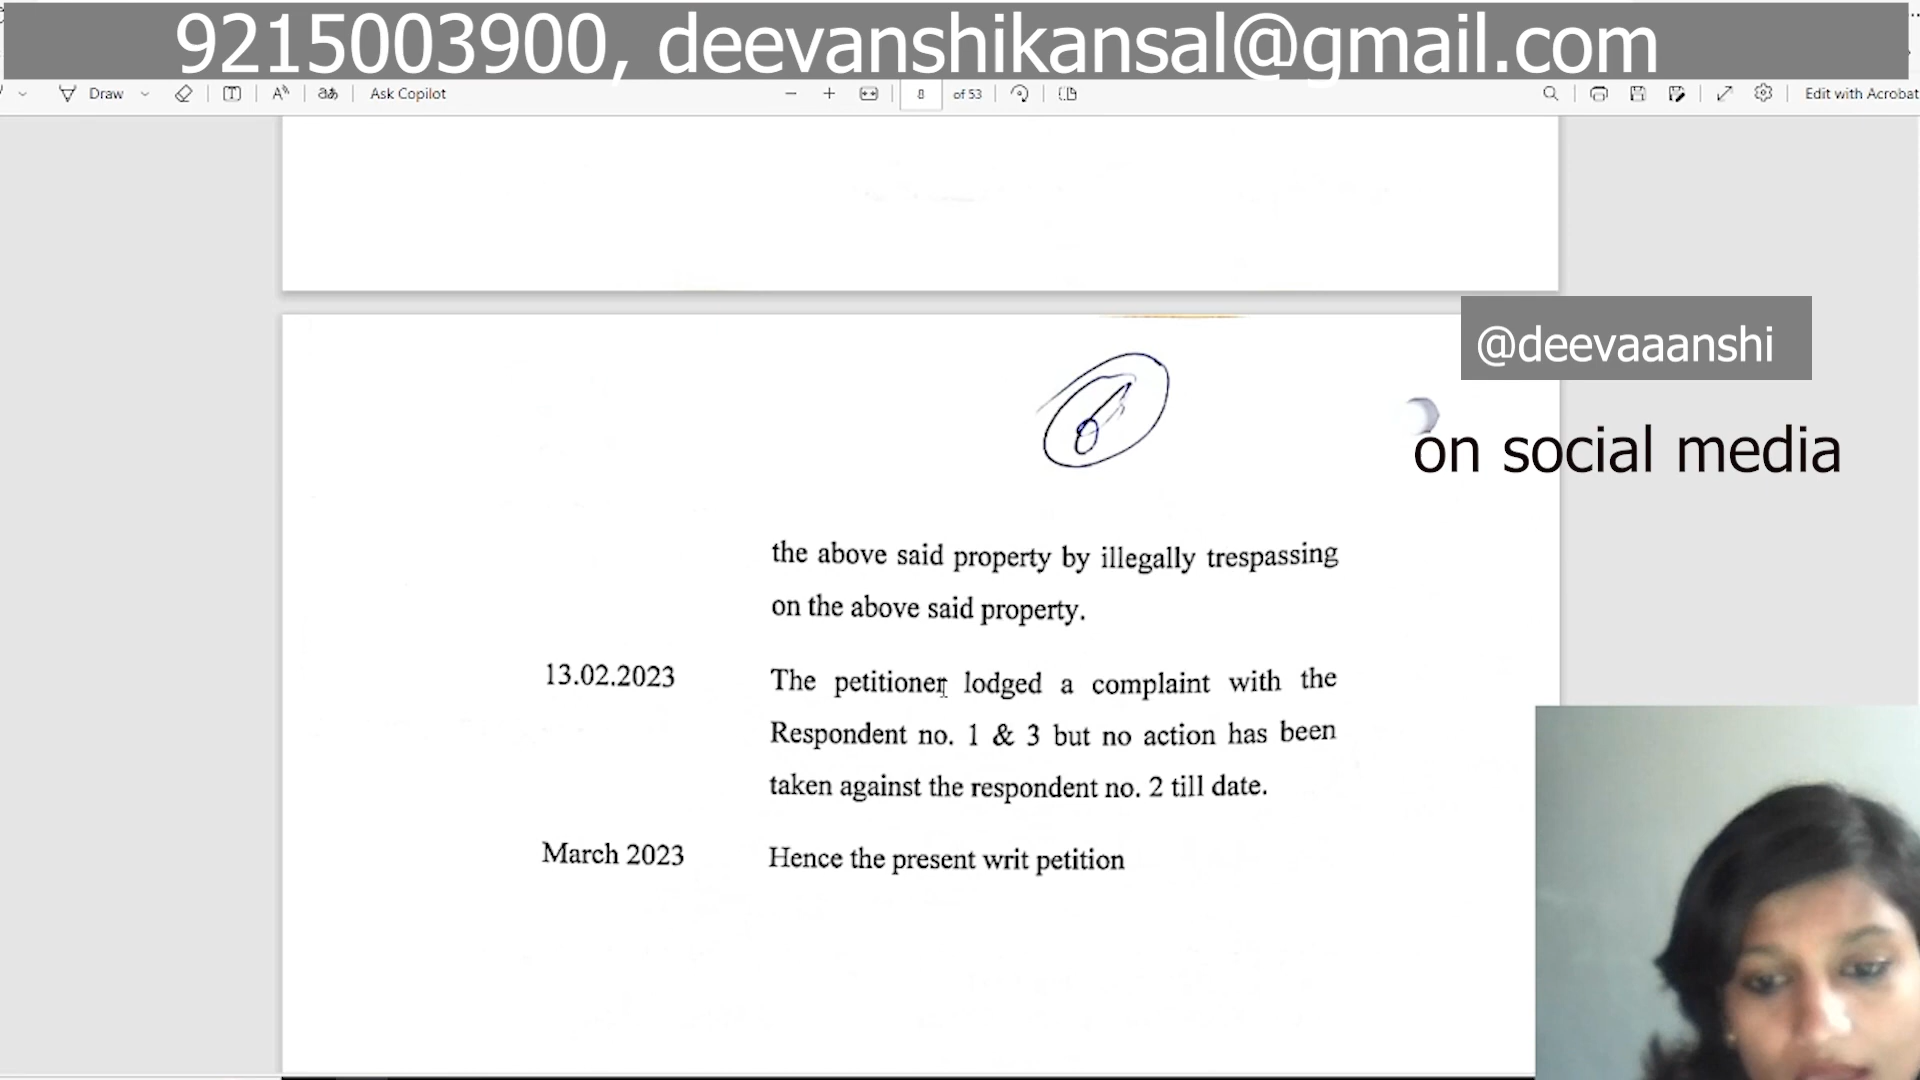 9215003900, deevanshikansal@gmail.com
Draw
Ask Copilot
8 of 53
Edit with Acrobat
@deevaaanshi
on social media
the above said property by illegally trespassing
on the above said property.
13.02.2023 The petitioner lodged a complaint with the
Respondent no. 1 & 3 but no action has been
taken against the respondent no. 2 till date.
March 2023 Hence the present writ petition